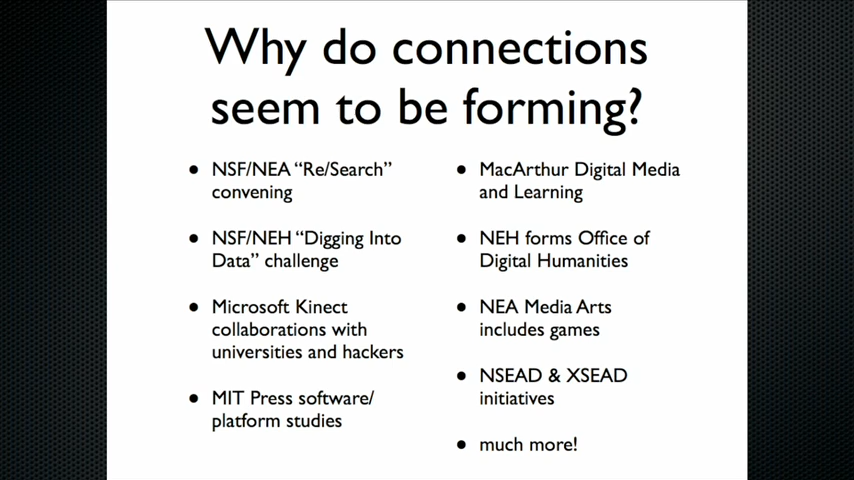 Why do connections
seem to be forming?
• NSF/NEA “Re/Search”
convening
• NSF/NEH “Digging Into
Data” challenge
• Microsoft Kinect
collaborations with
universities and hackers
• MIT Press software/
platform studies
• MacArthur Digital Media
and Learning
• NEH forms Office of
Digital Humanities
• NEA Media Arts
includes games
• NSEAD & XSEAD
initiatives
• much more!